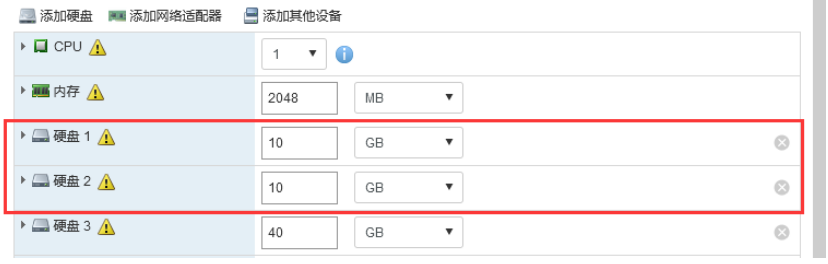 添加硬盘 添加网络适配器 添加其他设备
CPU 1
内存 2048 MB
硬盘 1 10 GB
硬盘 2 10 GB
硬盘 3 40 GB